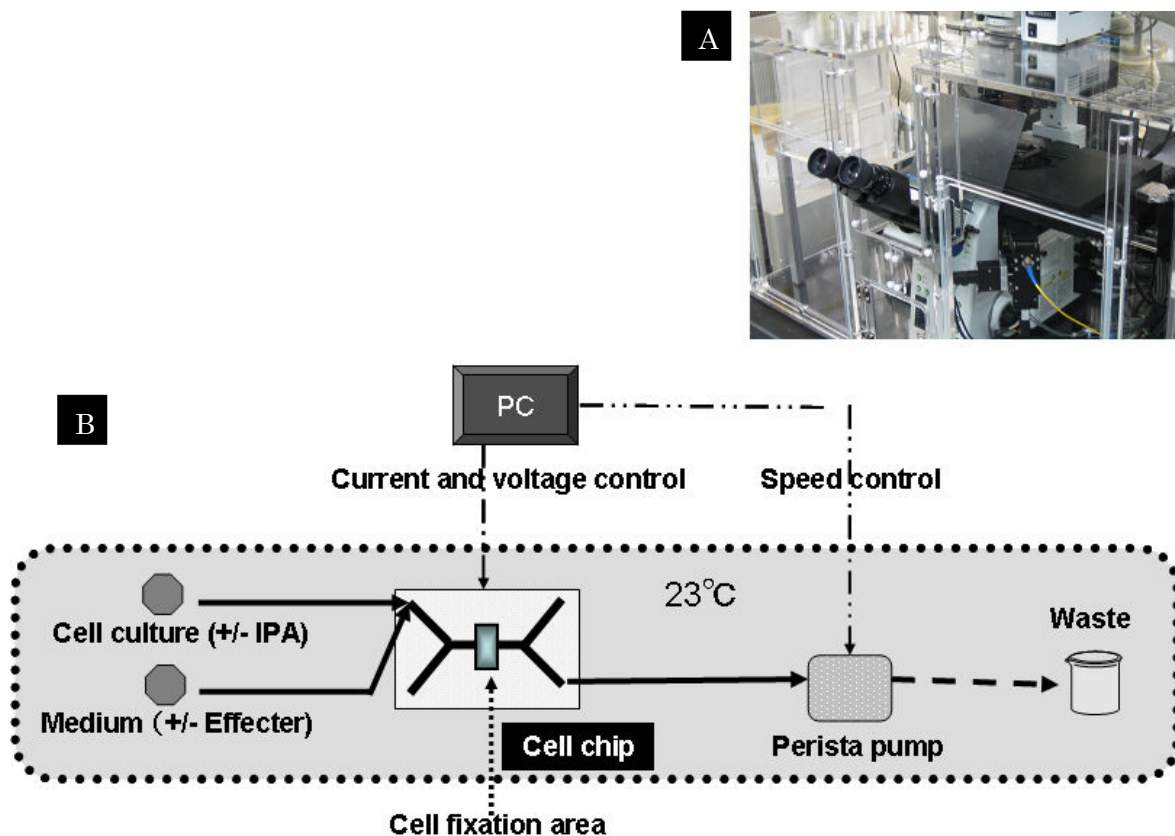 A
B
PC
Current and voltage control
Speed control
23°C
Cell culture (+/- IPA)
Waste
Medium (+/- Effecter)
Cell chip
Perista pump
Cell fixation area